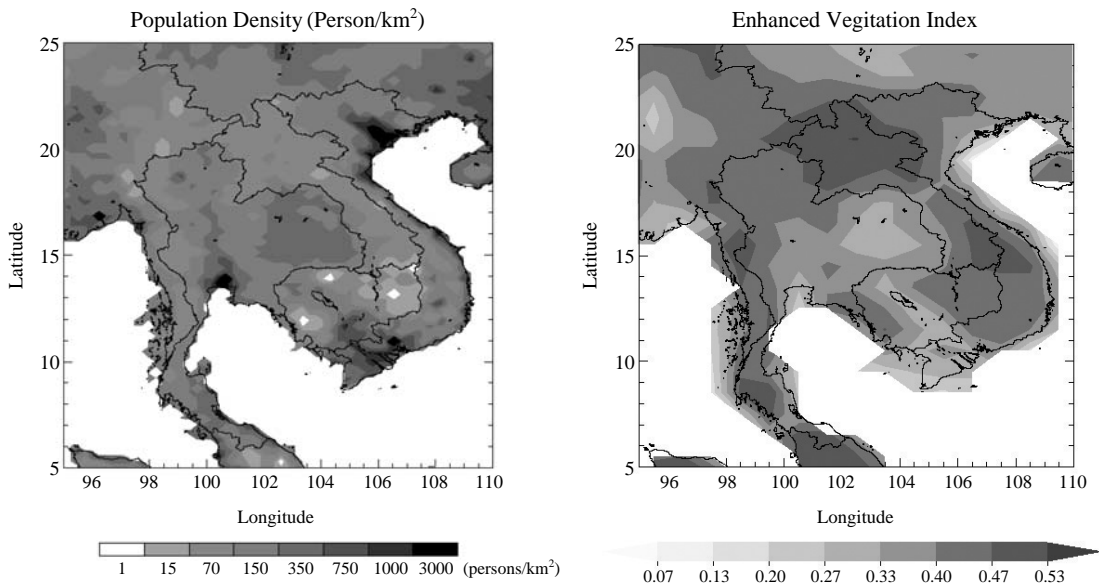 Population Density (Person/km²)
25
20
15
10
5
Latitude
96 98 100 102 104 106 108 110
Longitude
1 15 70 150 350 750 1000 3000 (persons/km²)
Enhanced Vegitation Index
25
20
15
10
5
Latitude
96 98 100 102 104 106 108 110
Longitude
0.07 0.13 0.20 0.27 0.33 0.40 0.47 0.53